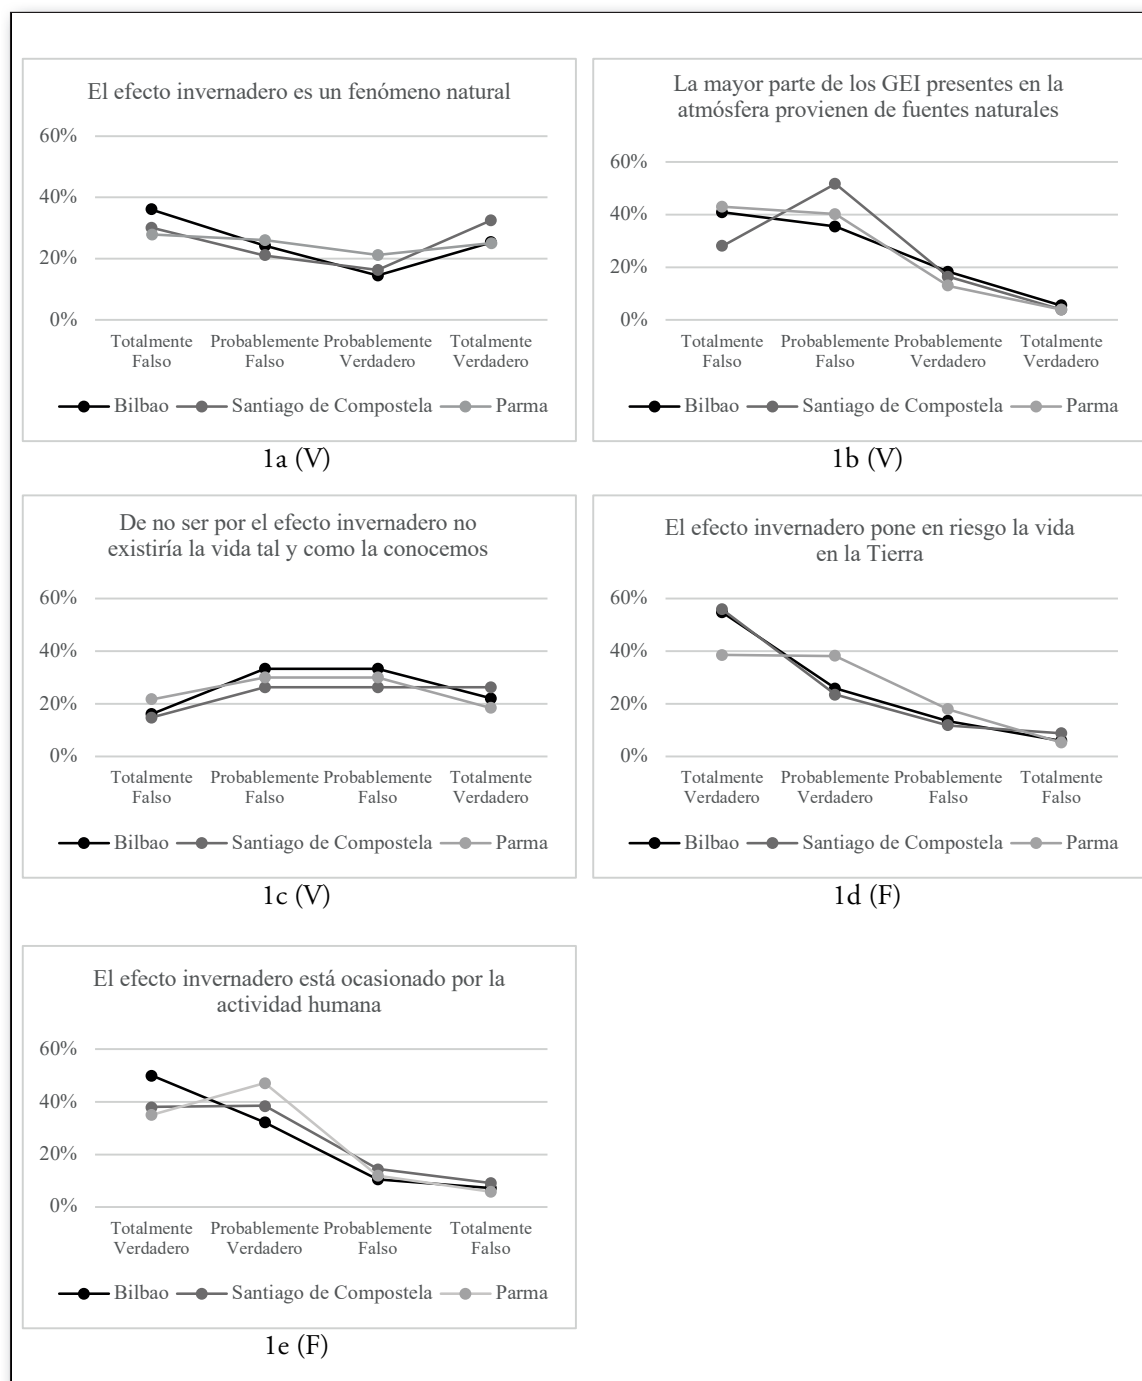 El efecto invernadero es un fenómeno natural
60%
40%
20%
0%
Totalmente Falso
Probablemente Falso
Probablemente Verdadero
Totalmente Verdadero
Bilbao Santiago de Compostela Parma
1a (V)
La mayor parte de los GEI presentes en la
atmósfera provienen de fuentes naturales
60%
40%
20%
0%
Totalmente Falso
Probablemente Falso
Probablemente Verdadero
Totalmente Verdadero
Bilbao Santiago de Compostela Parma
1b (V)
De no ser por el efecto invernadero no
existiría la vida tal y como la conocemos
60%
40%
20%
0%
Totalmente Falso
Probablemente Falso
Probablemente Falso
Totalmente Verdadero
Bilbao Santiago de Compostela Parma
1c (V)
El efecto invernadero pone en riesgo la vida
en la Tierra
60%
40%
20%
0%
Totalmente Verdadero
Probablemente Verdadero
Probablemente Falso
Totalmente Falso
Bilbao Santiago de Compostela Parma
1d (F)
El efecto invernadero está ocasionado por la
actividad humana
60%
40%
20%
0%
Totalmente Verdadero
Probablemente Verdadero
Probablemente Falso
Totalmente Falso
Bilbao Santiago de Compostela Parma
1e (F)